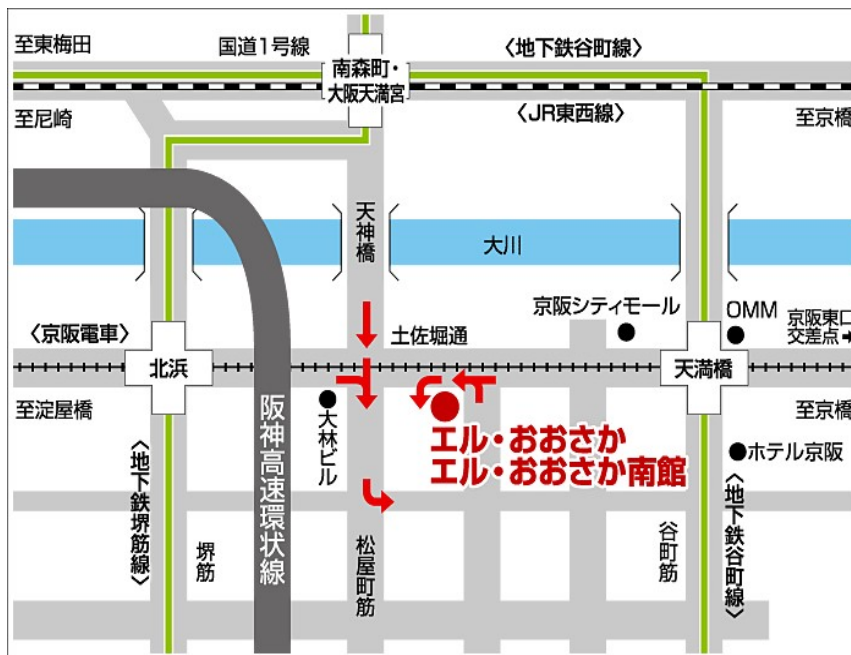 至東梅田
国道1号線
〈地下鉄谷町線〉
南森町・
大阪天満宮
至尼崎
〈JR東西線〉
至京橋
天神橋
大川
京阪シティモール
OMM
京阪東口
交差点
〈京阪電車〉
土佐堀通
北浜
天満橋
至淀屋橋
大林ビル
エル・おおさか
エル・おおさか南館
至京橋
ホテル京阪
〈地下鉄堺筋線〉
堺筋
阪神高速環状線
松屋町筋
谷町筋
〈地下鉄谷町線〉